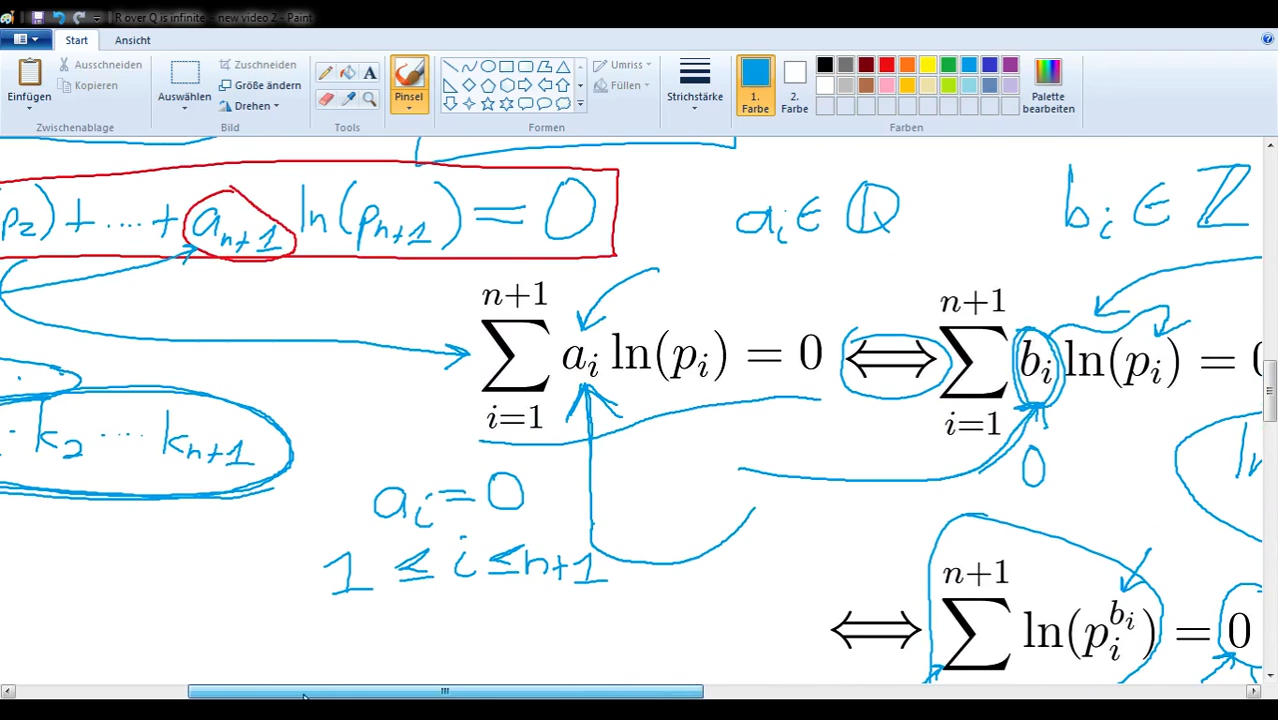 R over Q is infinite - new video 2 - Paint
Start Ansicht
Einfügen
Ausschneiden
Kopieren
Zwischenablage
Auswählen
Zuschneiden
Größe ändern
Drehen
Bild
A
Pinsel
Tools
Umriss
Füllen
Formen
Strichstärke
1. Farbe
2. Farbe
Palette bearbeiten
Farben
p₂) + ... + aₙ₊₁ ln(pₙ₊₁) = 0
aᵢ ∈ ℚ
bᵢ ∈ ℤ
∑ᵢ₌₁ⁿ⁺¹ aᵢ ln(pᵢ) = 0 ⟺ ∑ᵢ₌₁ⁿ⁺¹ bᵢ ln(pᵢ) = 0
· k₂ ··· kₙ₊₁
0
aᵢ = 0
1 ≤ i ≤ n+1
⟺ ∑ⁿ⁺¹ ln(pᵢ^{bᵢ}) = 0